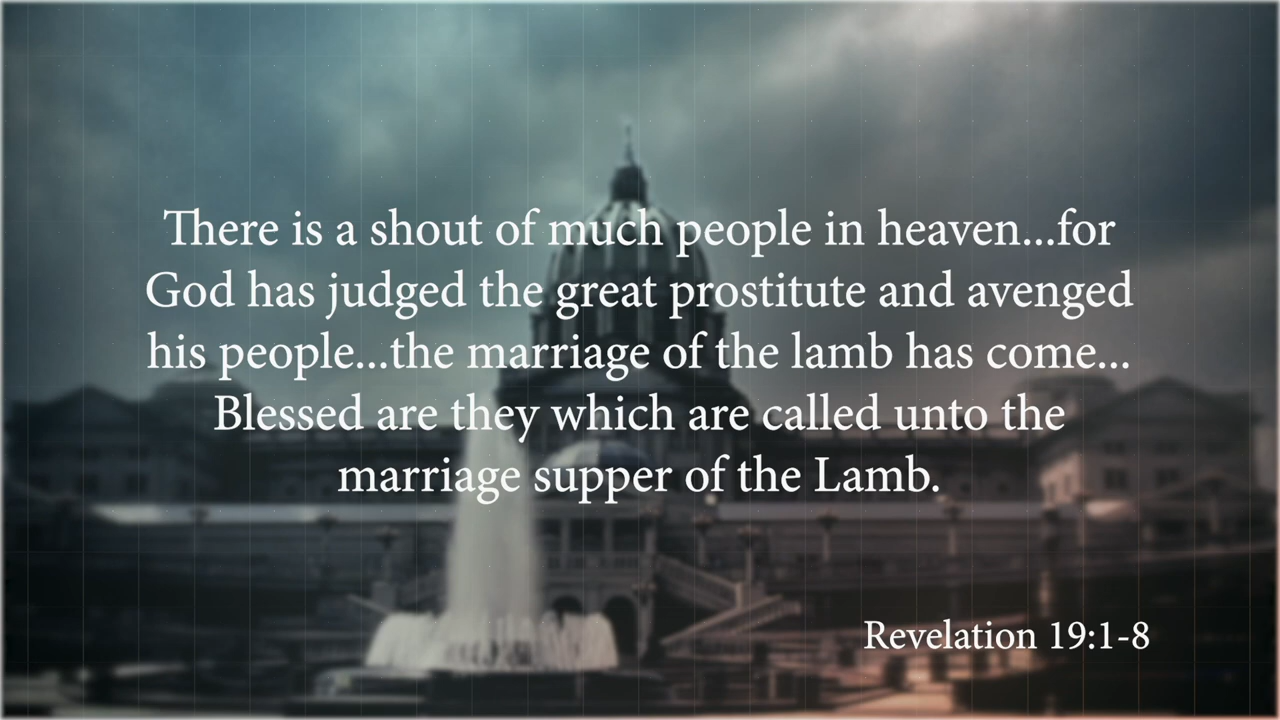 There is a shout of much people in heaven...for
God has judged the great prostitute and avenged
his people...the marriage of the lamb has come...
Blessed are they which are called unto the
marriage supper of the Lamb.
Revelation 19:1-8